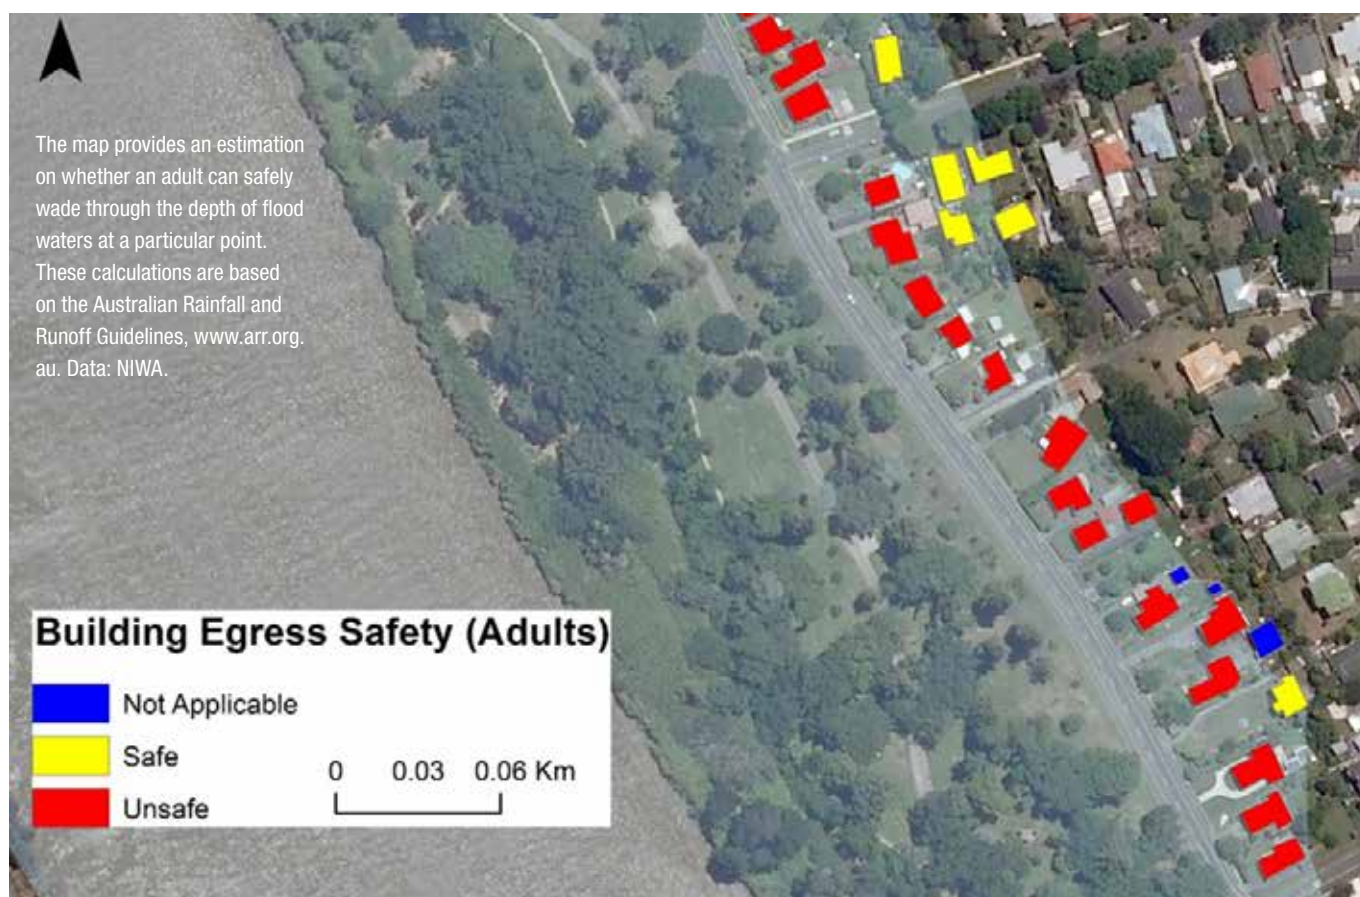 The map provides an estimation
on whether an adult can safely
wade through the depth of flood
waters at a particular point.
These calculations are based
on the Australian Rainfall and
Runoff Guidelines, www.arr.org.
au. Data: NIWA.
Building Egress Safety (Adults)
Not Applicable
Safe
Unsafe
0 0.03 0.06 Km